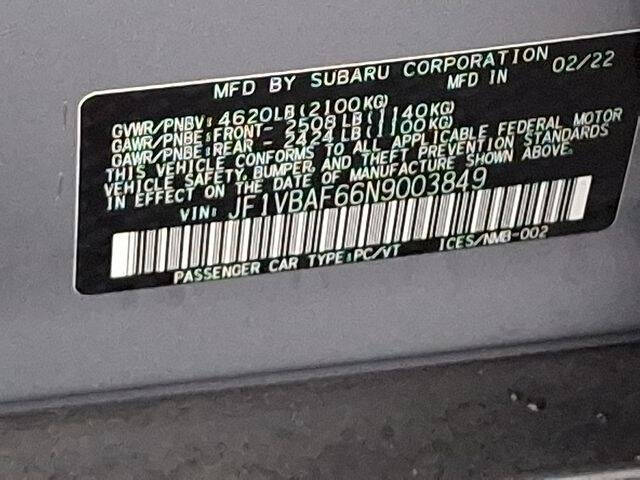 MFD BY SUBARU CORPORATION
MFD IN 02/22
GVWR/PNBV: 4620LB (2100KG)
GAWR/PNBE: FRONT- 2508LB (1140KG)
GAWR/PNBE: REAR - 2424LB (1100KG)
THIS VEHICLE CONFORMS TO ALL APPLICABLE FEDERAL MOTOR
VEHICLE SAFETY, BUMPER, AND THEFT PREVENTION STANDARDS
IN EFFECT ON THE DATE OF MANUFACTURE SHOWN ABOVE.
VIN: JF1VBAF66N9003849
PASSENGER CAR TYPE:PC/VT ICES/NMB-002